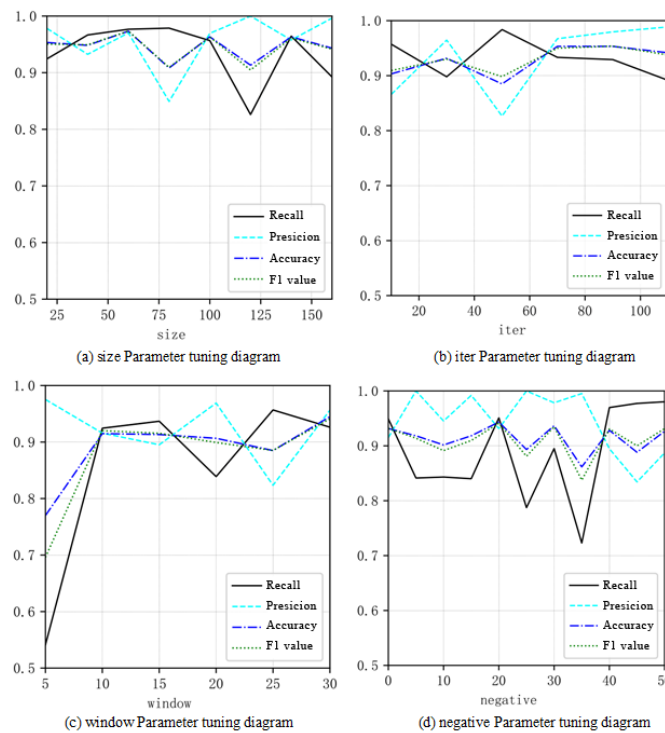 1.0
0.9
0.8
0.7
0.6
0.5
Recall
Presicion
Accuracy
F1 value
25 50 75 100 125 150
size
(a) size Parameter tuning diagram
1.0
0.9
0.8
0.7
0.6
0.5
Recall
Presicion
Accuracy
F1 value
20 40 60 80 100
iter
(b) iter Parameter tuning diagram
1.0
0.9
0.8
0.7
0.6
0.5
Recall
Presicion
Accuracy
F1 value
5 10 15 20 25 30
window
(c) window Parameter tuning diagram
1.0
0.9
0.8
0.7
0.6
0.5
Recall
Presicion
Accuracy
F1 value
0 10 20 30 40
negative
(d) negative Parameter tuning diagram